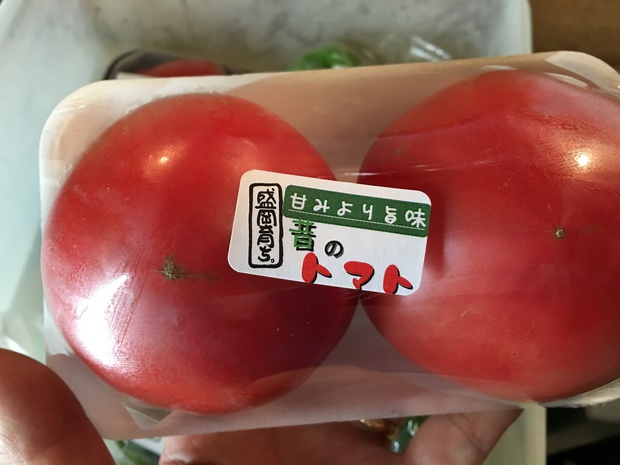 盛岡育ち。
甘みより旨味
昔の
トマト